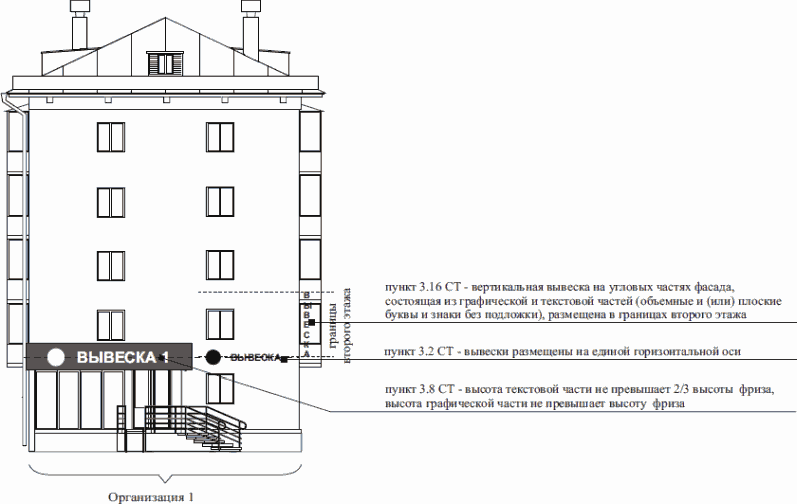 пункт 3.16 СТ - вертикальная вывеска на угловых частях фасада,
состоящая из графической и текстовой частей (объемные и (или) плоские
буквы и знаки без подложки), размещена в границах второго этажа
ВЫВЕСКА
границы
второго этажа
пункт 3.2 СТ - вывески размещены на единой горизонтальной оси
ВЫВЕСКА 1
ВЫВЕСКА
пункт 3.8 СТ - высота текстовой части не превышает 2/3 высоты фриза,
высота графической части не превышает высоту фриза
Организация 1